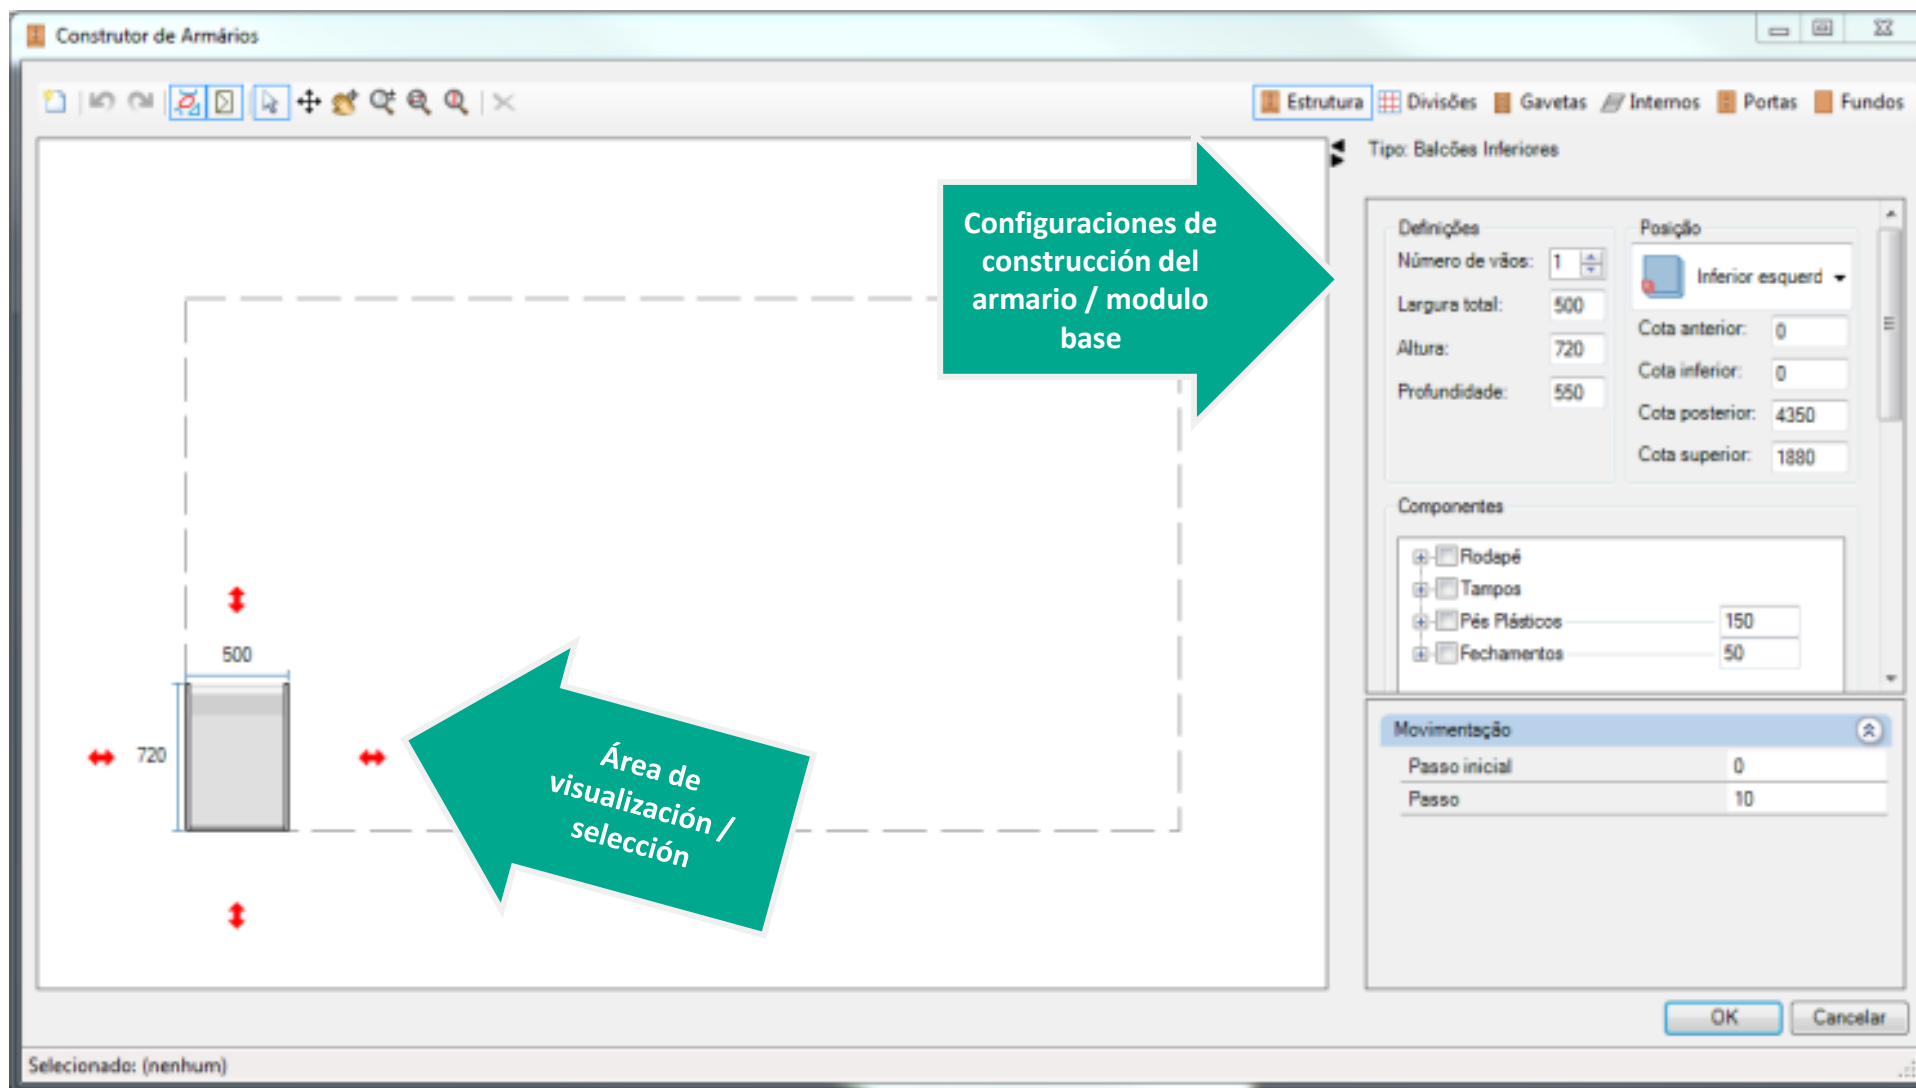 Construtor de Armários
Estrutura Divisões Gavetas Internos Portas Fundos
Tipo: Balcões Inferiores
Configuraciones de
construcción del
armario / modulo
base
Definições
Número de vãos: 1
Largura total: 500
Altura: 720
Profundidade: 550
Posição
Inferior esquerd
Cota anterior: 0
Cota inferior: 0
Cota posterior: 4350
Cota superior: 1880
Componentes
Rodapé
Tampos
Pés Plásticos 150
Fechamentos 50
500
720
Área de
visualización /
selección
Movimentação
Passo inicial 0
Passo 10
OK Cancelar
Selecionado: (nenhum)